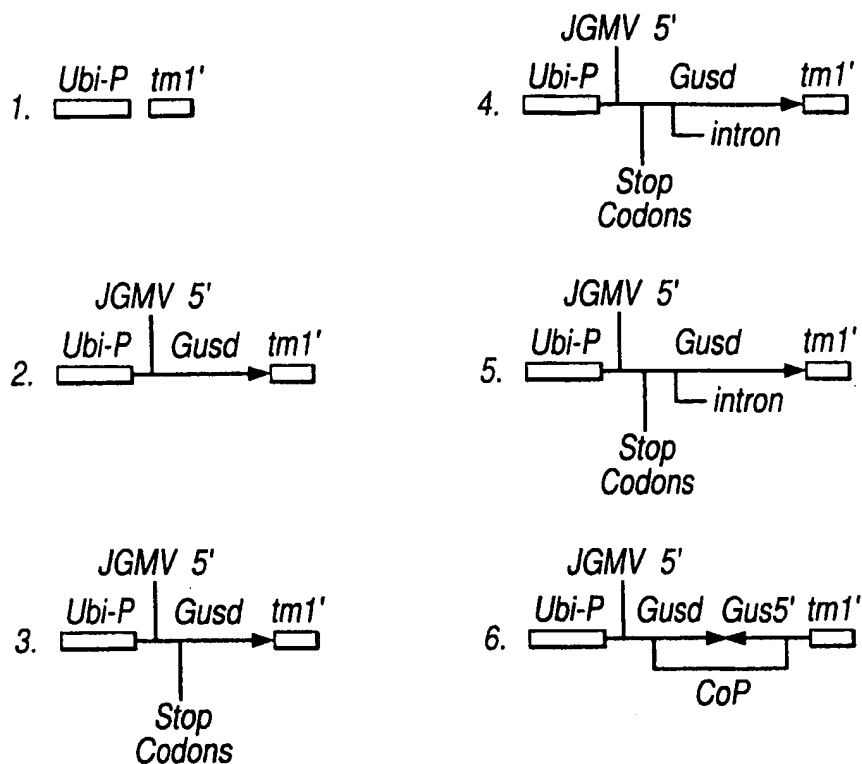 1.
Ubi-P tm1'
2.
JGMV 5'
Ubi-P Gusd tm1'
3.
JGMV 5'
Ubi-P Gusd tm1'
Stop
Codons
4.
JGMV 5'
Ubi-P Gusd tm1'
intron
Stop
Codons
5.
JGMV 5'
Ubi-P Gusd tm1'
intron
Stop
Codons
6.
JGMV 5'
Ubi-P Gusd Gus5' tm1'
CoP